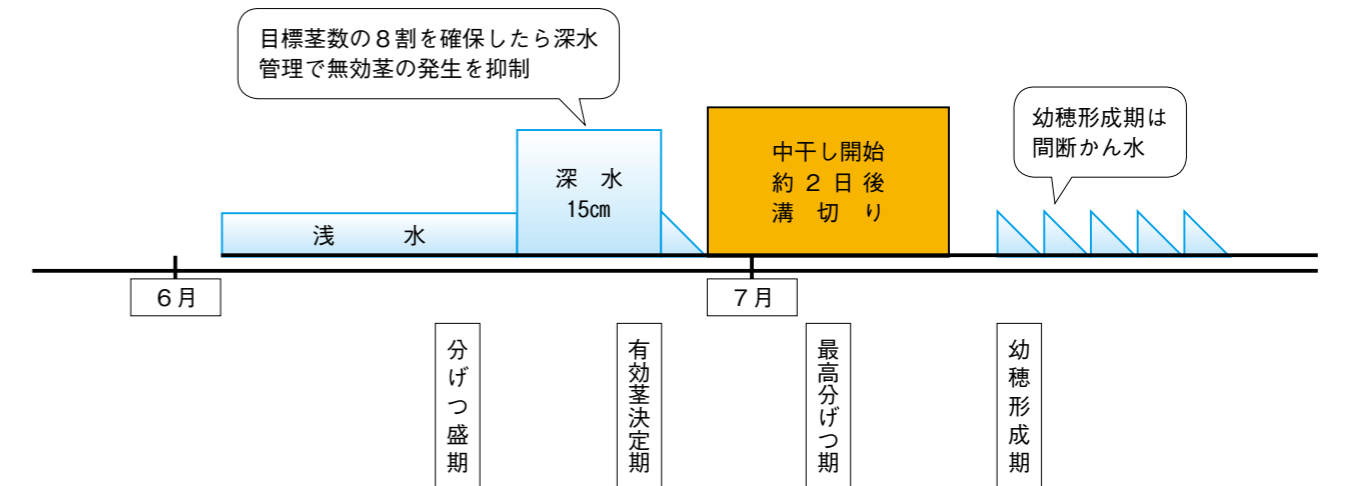 目標茎数の８割を確保したら深水
管理で無効茎の発生を抑制
幼穂形成期は
間断かん水
中干し開始
約２日後
溝切り
深水
15㎝
浅水
６月
７月
分げつ盛期
有効茎決定期
最高分げつ期
幼穂形成期